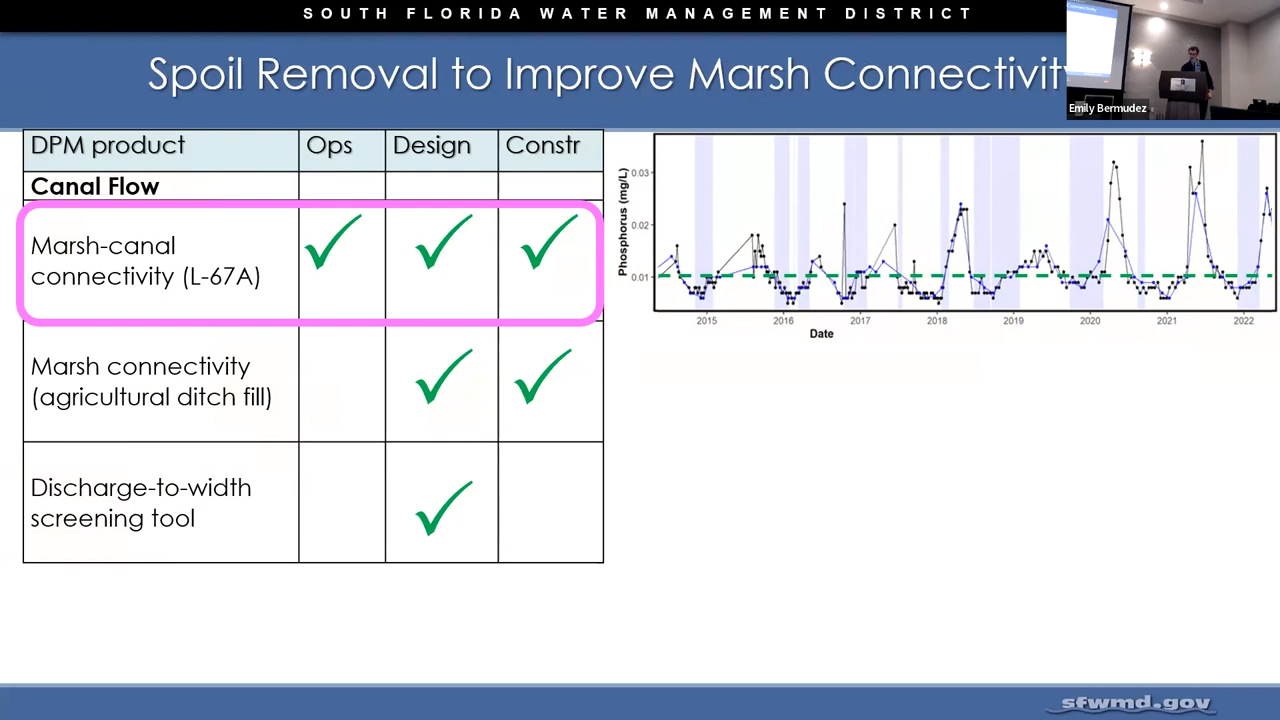 SOUTH FLORIDA WATER MANAGEMENT DISTRICT
Spoil Removal to Improve Marsh Connectivity
Emily Bermudez
DPM product Ops Design Constr
Canal Flow
Marsh-canal
connectivity (L-67A)
Marsh connectivity
(agricultural ditch fill)
Discharge-to-width
screening tool
Phosphorus (mg/L)
0.03
0.02
0.01
2015 2016 2017 2018 2019 2020 2021 2022
Date
sfwmd.gov